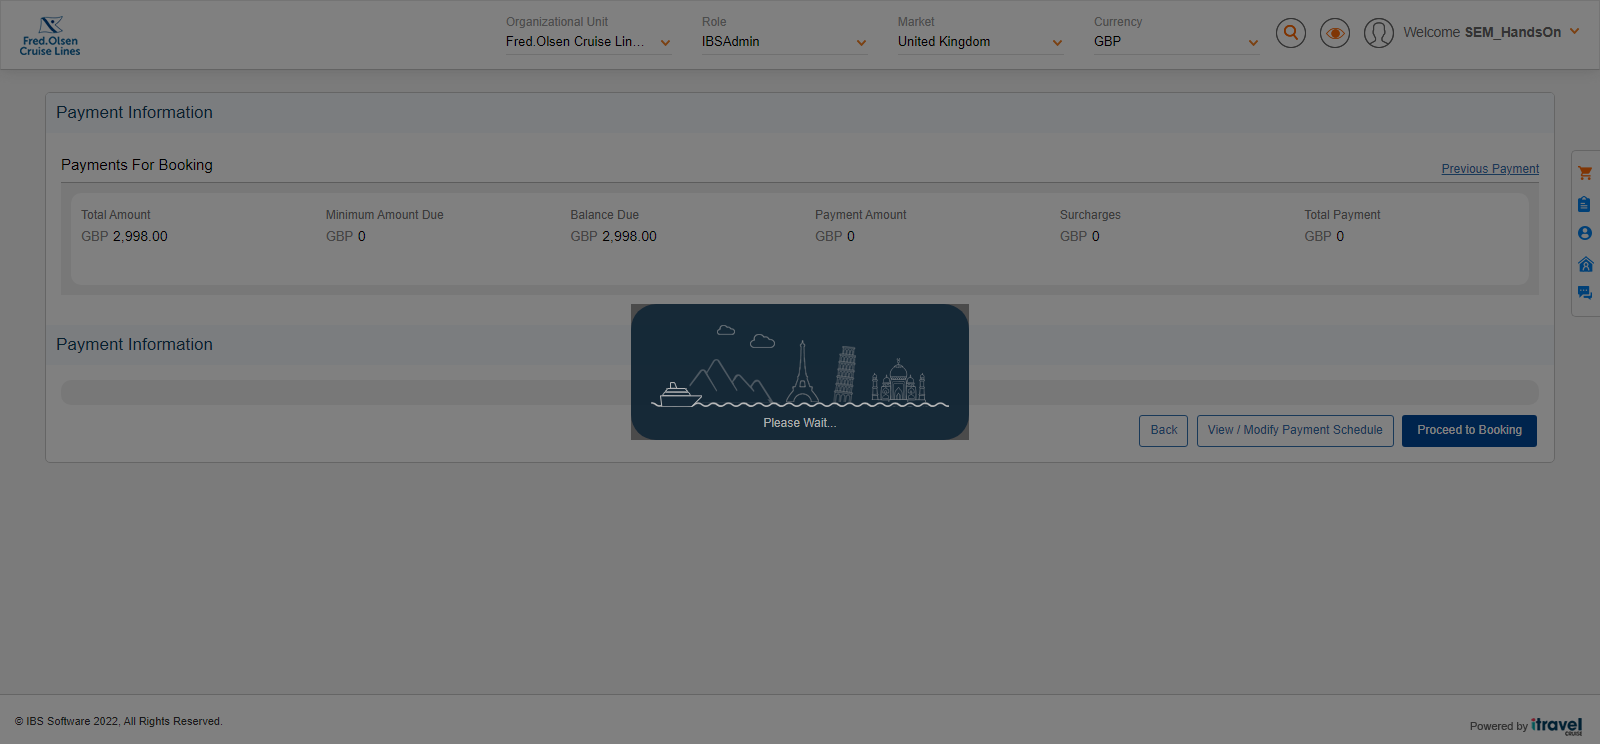 Fred.Olsen
Cruise Lines
Organizational Unit
Fred.Olsen Cruise Lin...
Role
IBSAdmin
Market
United Kingdom
Currency
GBP
Welcome SEM_HandsOn
Payment Information
Payments For Booking
Previous Payment
Total Amount
GBP 2,998.00
Minimum Amount Due
GBP 0
Balance Due
GBP 2,998.00
Payment Amount
GBP 0
Surcharges
GBP 0
Total Payment
GBP 0
Payment Information
Please Wait...
Back
View / Modify Payment Schedule
Proceed to Booking
© IBS Software 2022, All Rights Reserved.
Powered by itravel
CRUISE